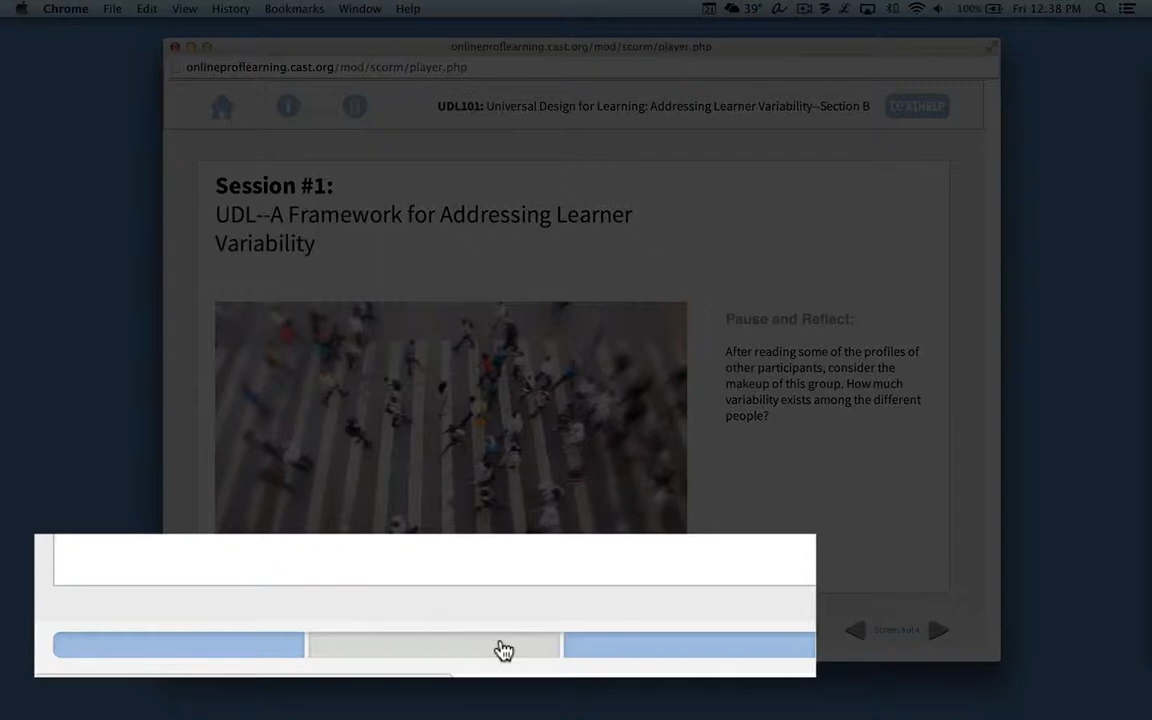 Chrome File Edit View History Bookmarks Window Help 39° 100% Fri 12:38 PM
onlineproflearning.cast.org/mod/scorm/player.php
onlineproflearning.cast.org/mod/scorm/player.php
UDL101: Universal Design for Learning: Addressing Learner Variability--Section B
textHELP
Session #1:
UDL--A Framework for Addressing Learner
Variability
Pause and Reflect:
After reading some of the profiles of
other participants, consider the
makeup of this group. How much
variability exists among the different
people?